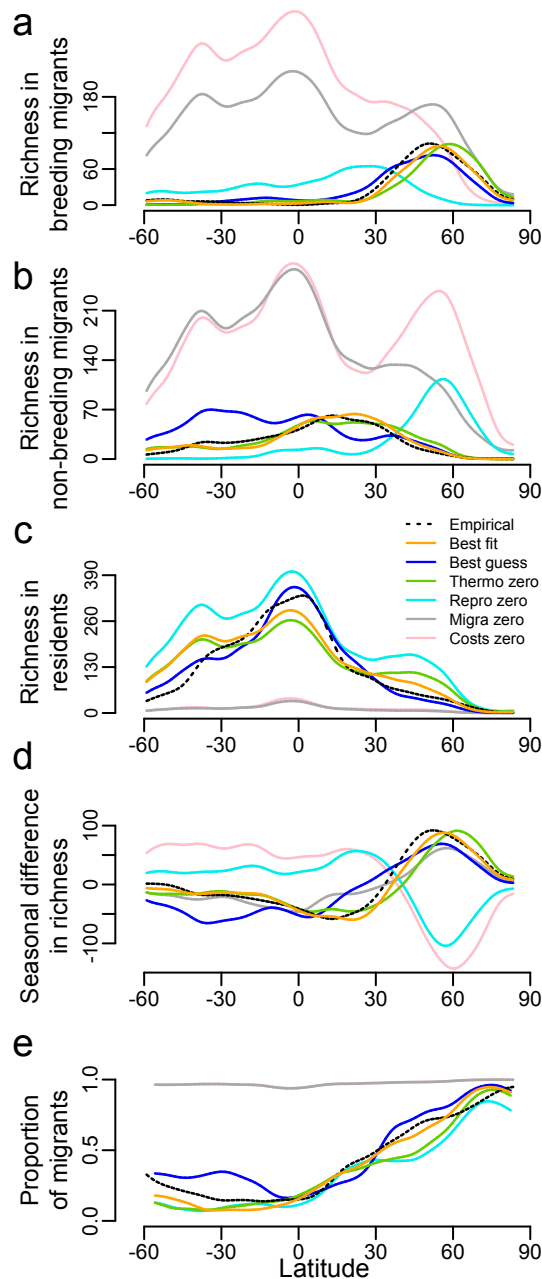 a
Richness in
breeding migrants
0 60 180
-60 -30 0 30 60 90
b
Richness in
non-breeding migrants
0 70 140 210
-60 -30 0 30 60 90
c
Richness in
residents
0 130 260 390
Empirical
Best fit
Best guess
Thermo zero
Repro zero
Migra zero
Costs zero
-60 -30 0 30 60 90
d
Seasonal difference
in richness
-100 0 100
-60 -30 0 30 60 90
e
Proportion
of migrants
0.0 0.5 1.0
-60 -30 0 30 60 90
Latitude